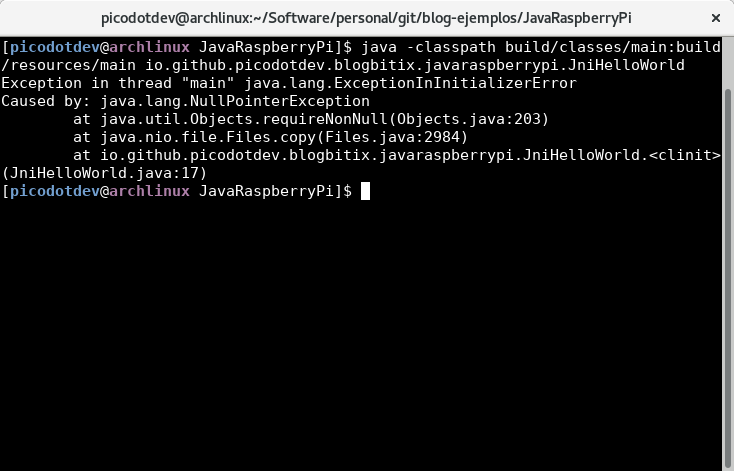 picodotdev@archlinux:~/Software/personal/git/blog-ejemplos/JavaRaspberryPi
[picodotdev@archlinux JavaRaspberryPi]$ java -classpath build/classes/main:build
/resources/main io.github.picodotdev.blogbitix.javaraspberrypi.JniHelloWorld
Exception in thread "main" java.lang.ExceptionInInitializerError
Caused by: java.lang.NullPointerException
        at java.util.Objects.requireNonNull(Objects.java:203)
        at java.nio.file.Files.copy(Files.java:2984)
        at io.github.picodotdev.blogbitix.javaraspberrypi.JniHelloWorld.<clinit>
(JniHelloWorld.java:17)
[picodotdev@archlinux JavaRaspberryPi]$